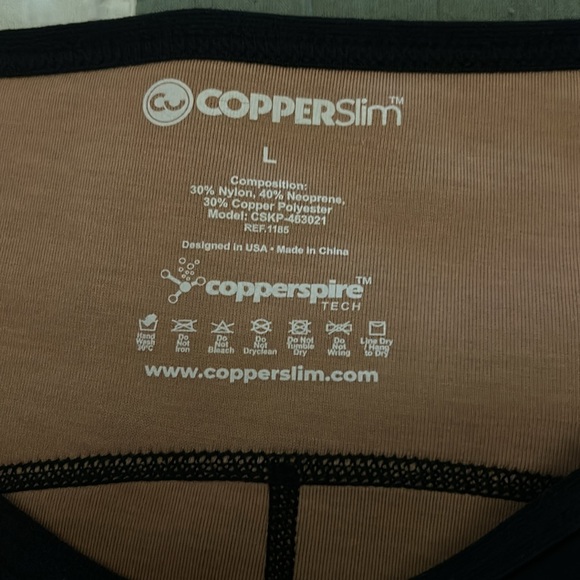 CU COPPERSlim™
L
Composition:
30% Nylon, 40% Neoprene,
30% Copper Polyester
Model: CSKP-463021
REF.1185
Designed in USA • Made in China
copperspire™
TECH
Hand Wash 30°C Do Not Iron Do Not Bleach Do Not Dryclean Do Not Tumble Dry Do Not Wring Line Dry / Hang to Dry
www.copperslim.com